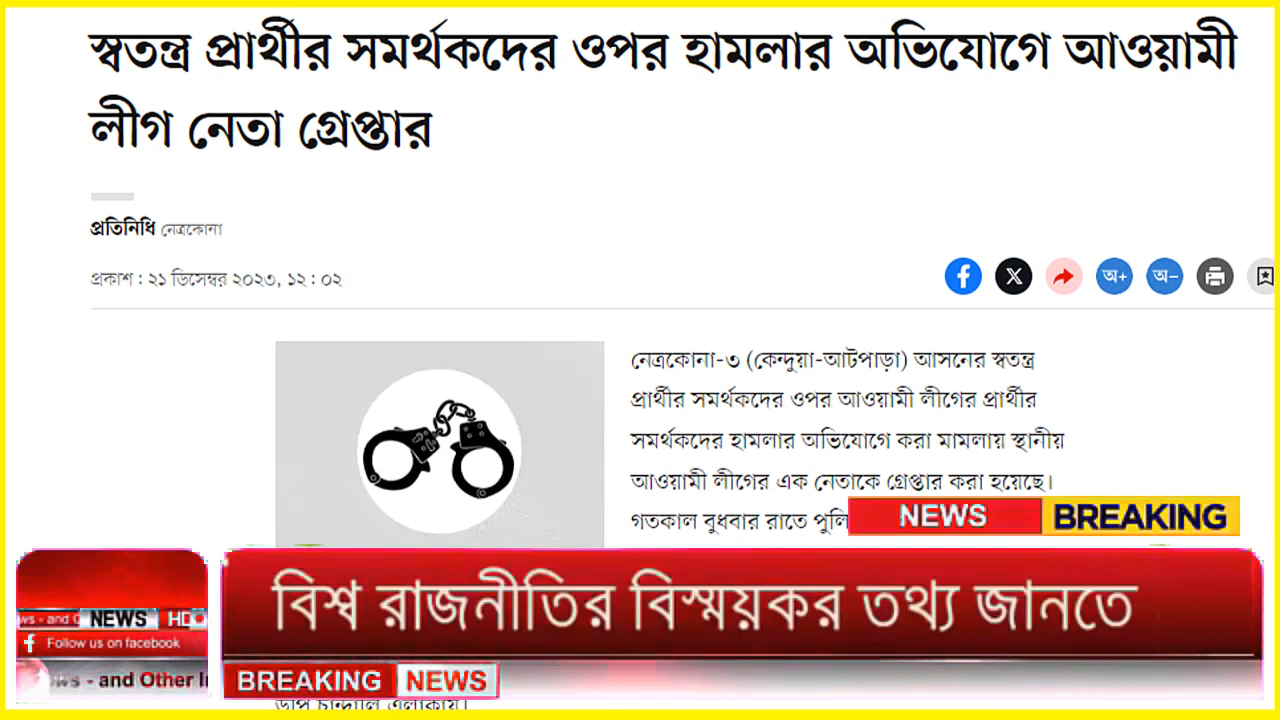 স্বতন্ত্র প্রার্থীর সমর্থকদের ওপর হামলার অভিযোগে আওয়ামী
লীগ নেতা গ্রেপ্তার
প্রতিনিধি নেত্রকোনা
প্রকাশ : ২১ ডিসেম্বর ২০২৩, ১২ : ০২
অ+ অ−
নেত্রকোনা-৩ (কেন্দুয়া-আটপাড়া) আসনের স্বতন্ত্র
প্রার্থীর সমর্থকদের ওপর আওয়ামী লীগের প্রার্থীর
সমর্থকদের হামলার অভিযোগে করা মামলায় স্থানীয়
আওয়ামী লীগের এক নেতাকে গ্রেপ্তার করা হয়েছে।
গতকাল বুধবার রাতে পুলি
NEWS BREAKING
বিশ্ব রাজনীতির বিস্ময়কর তথ্য জানতে
NEWS HD
Follow us on facebook
- and Other
BREAKING NEWS